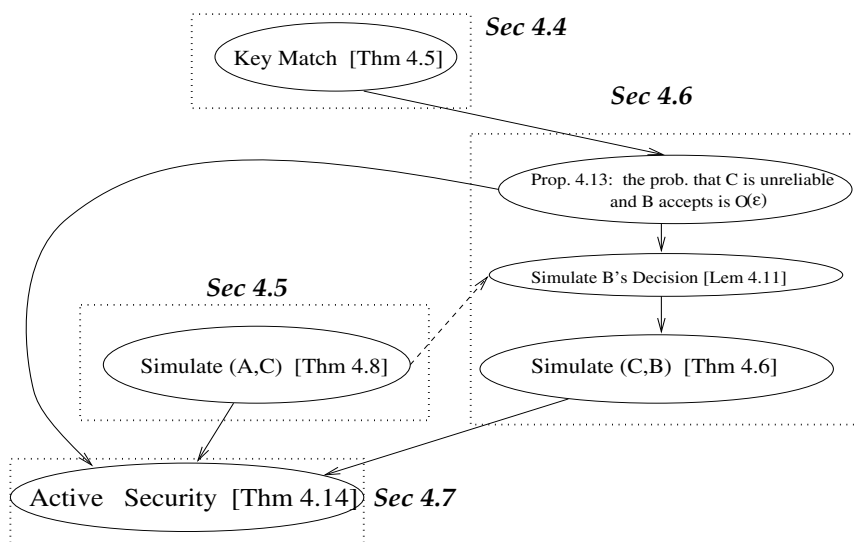 Sec 4.4
Key Match [Thm 4.5]
Sec 4.6
Prop. 4.13: the prob. that C is unreliable
and B accepts is O(ε)
Simulate B's Decision [Lem 4.11]
Sec 4.5
Simulate (A,C) [Thm 4.8]
Simulate (C,B) [Thm 4.6]
Active Security [Thm 4.14]
Sec 4.7